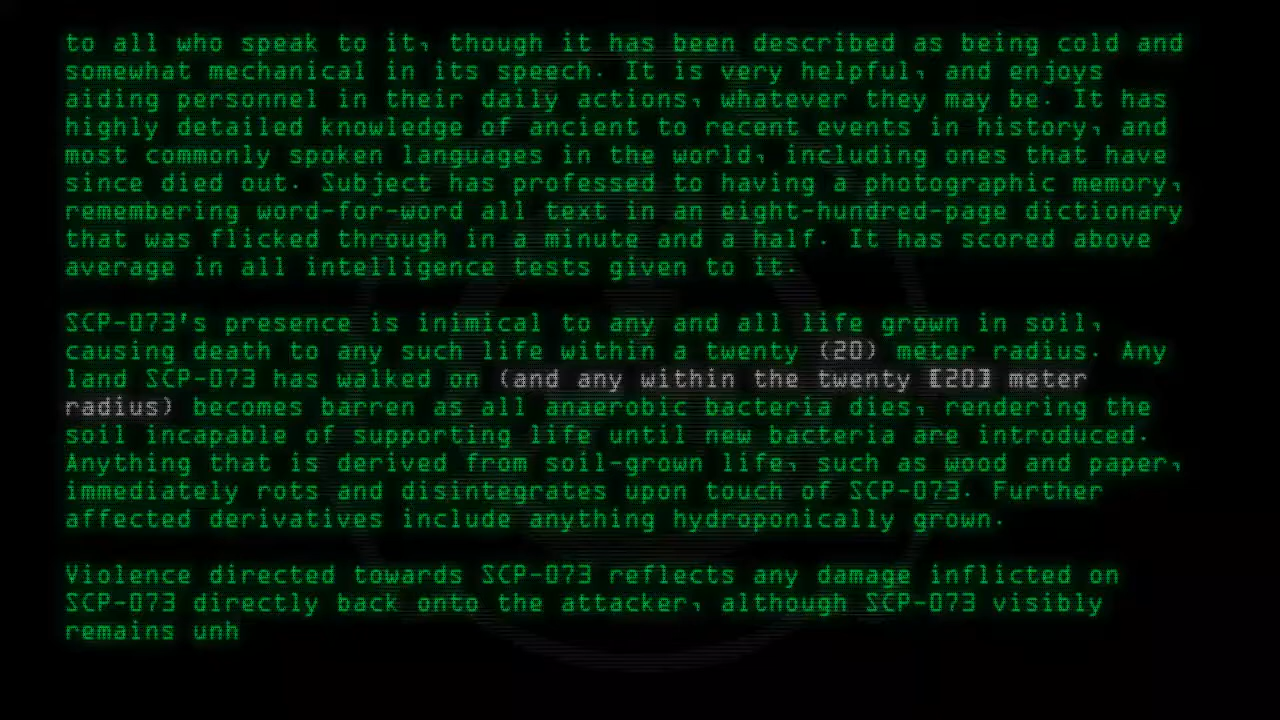 to all who speak to it, though it has been described as being cold and
somewhat mechanical in its speech. It is very helpful, and enjoys
aiding personnel in their daily actions, whatever they may be. It has
highly detailed knowledge of ancient to recent events in history, and
most commonly spoken languages in the world, including ones that have
since died out. Subject has professed to having a photographic memory,
remembering word-for-word all text in an eight-hundred-page dictionary
that was flicked through in a minute and a half. It has scored above
average in all intelligence tests given to it.
SCP-073's presence is inimical to any and all life grown in soil,
causing death to any such life within a twenty (20) meter radius. Any
land SCP-073 has walked on (and any within the twenty [20] meter
radius) becomes barren as all anaerobic bacteria dies, rendering the
soil incapable of supporting life until new bacteria are introduced.
Anything that is derived from soil-grown life, such as wood and paper,
immediately rots and disintegrates upon touch of SCP-073. Further
affected derivatives include anything hydroponically grown.
Violence directed towards SCP-073 reflects any damage inflicted on
SCP-073 directly back onto the attacker, although SCP-073 visibly
remains unh